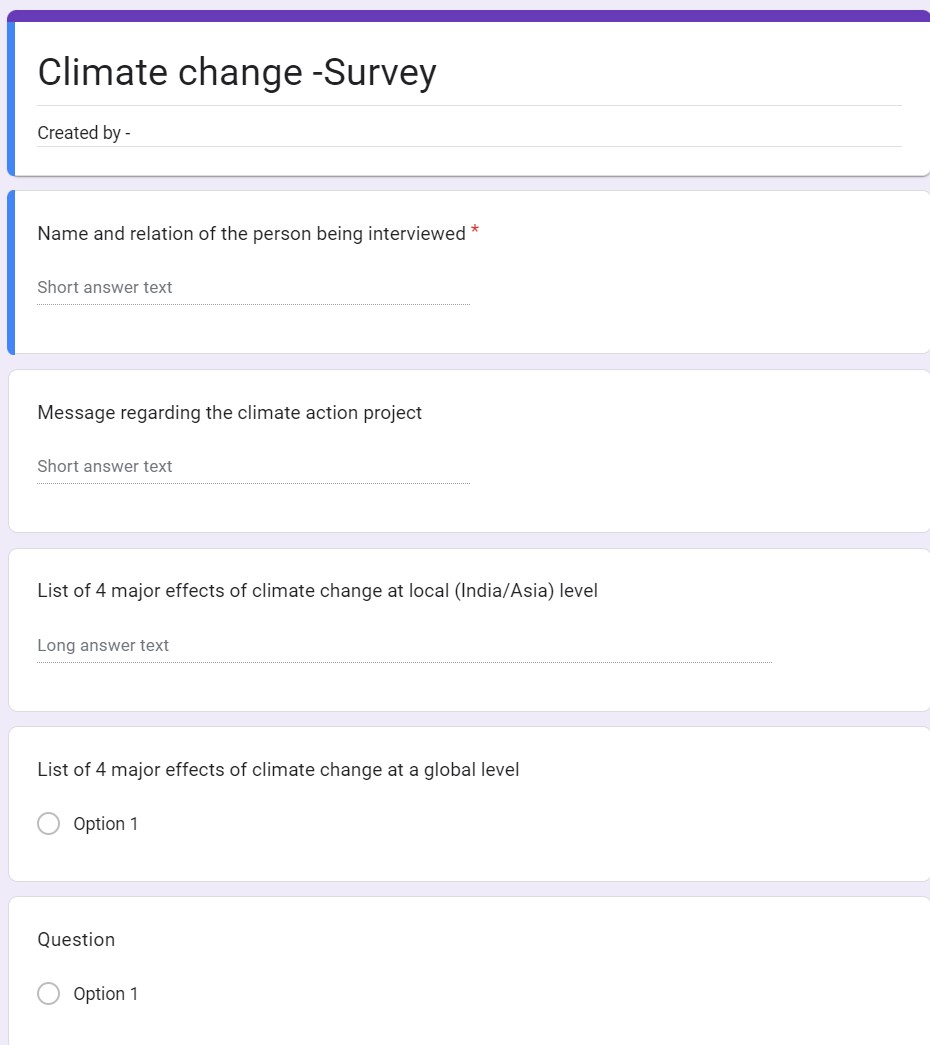 Climate change -Survey
Created by -
Name and relation of the person being interviewed *
Short answer text
Message regarding the climate action project
Short answer text
List of 4 major effects of climate change at local (India/Asia) level
Long answer text
List of 4 major effects of climate change at a global level
Option 1
Question
Option 1